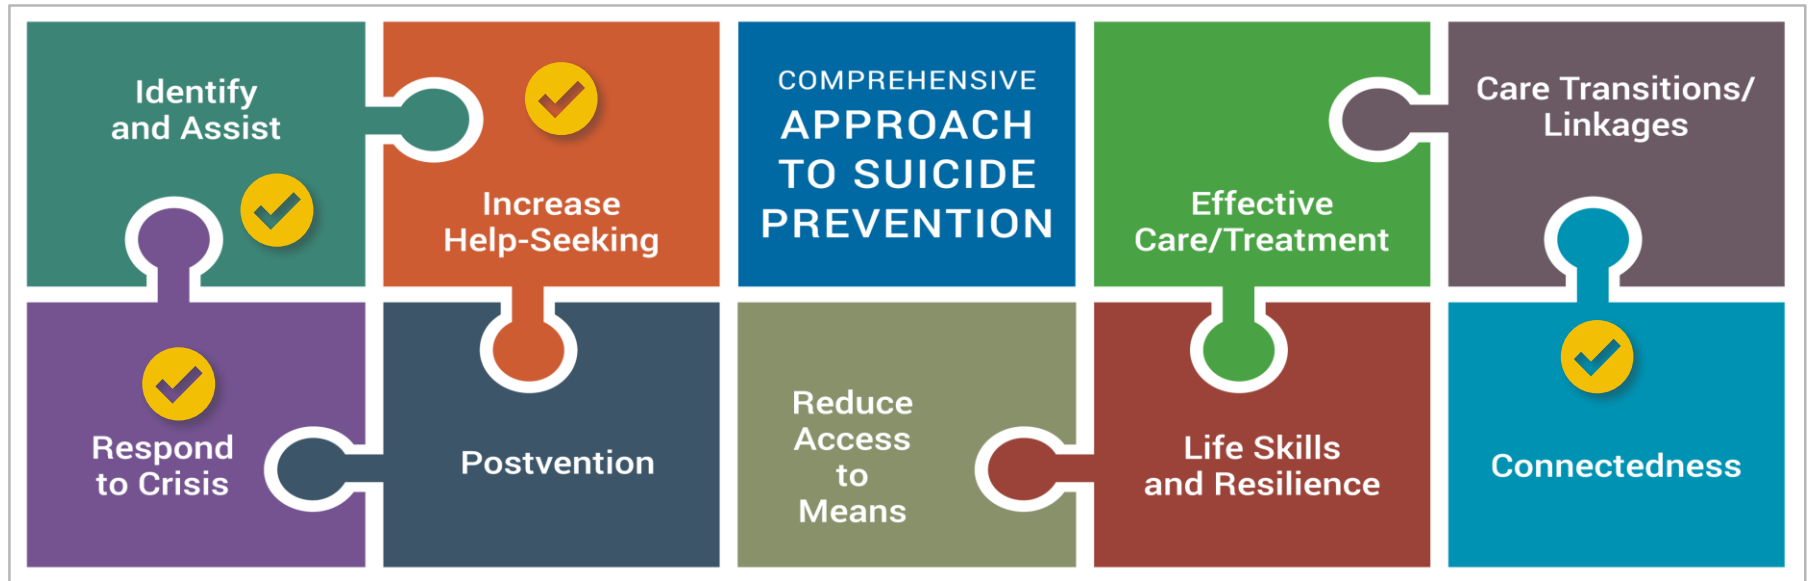 Identify
and Assist
Increase
Help-Seeking
COMPREHENSIVE
APPROACH
TO SUICIDE
PREVENTION
Effective
Care/Treatment
Care Transitions/
Linkages
Respond
to Crisis
Postvention
Reduce
Access
to
Means
Life Skills
and Resilience
Connectedness